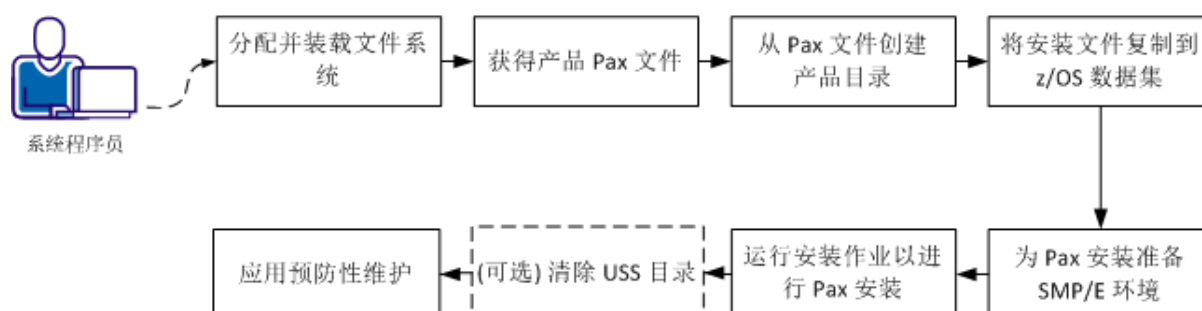 分配并装载文件系
统
获得产品 Pax 文件
从 Pax 文件创建
产品目录
将安装文件复制到
z/OS 数据集
系统程序员
为 Pax 安装准备
SMP/E 环境
运行安装作业以进
行 Pax 安装
(可选) 清除 USS 目录
应用预防性维护